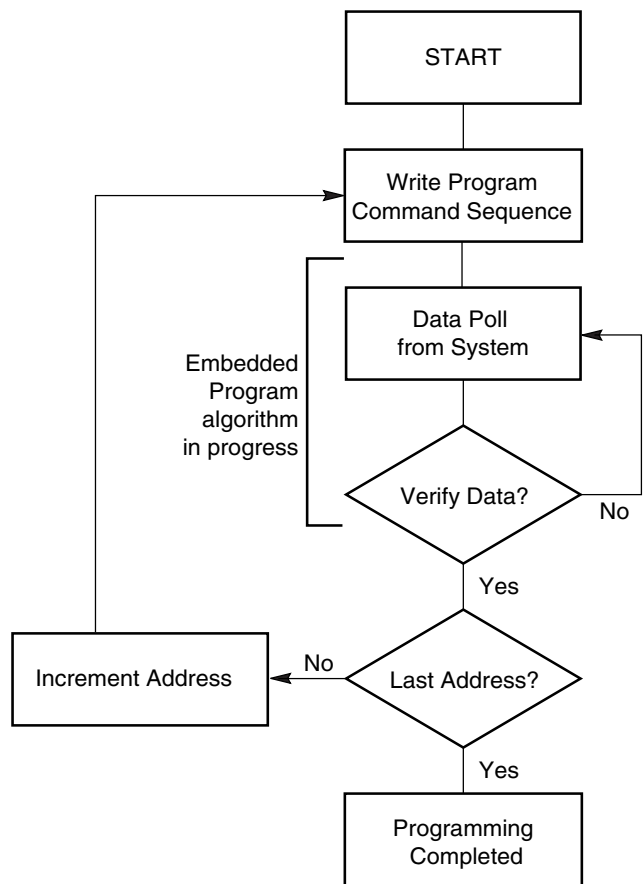 START
Write Program
Command Sequence
Data Poll
from System
Embedded
Program
algorithm
in progress
Verify Data?
No
Yes
Increment Address
No
Last Address?
Yes
Programming
Completed